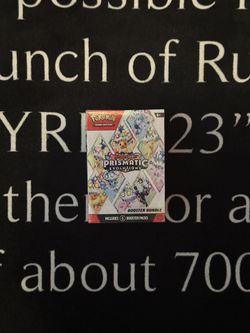 possible
unch of Ru
YRI
23”
the
or a
f about 700
Pokémon
PRISMATIC
EVOLUTIONS
BOOSTER BUNDLE
INCLUDES 6 BOOSTER PACKS